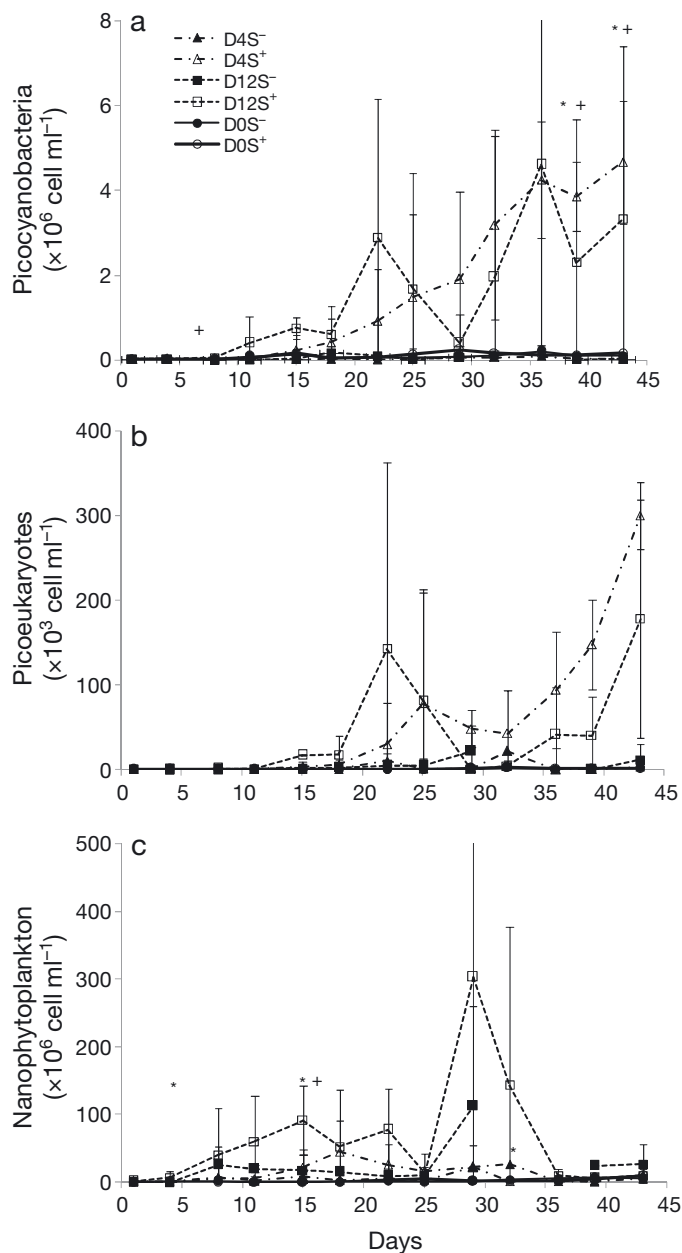 a
8
6
4
2
0
Picocyanobacteria
(×10⁶ cell ml⁻¹)
D4S⁻
D4S⁺
D12S⁻
D12S⁺
D0S⁻
D0S⁺
* +
* +
+
0 5 10 15 20 25 30 35 40 45
b
400
300
200
100
0
Picoeukaryotes
(×10³ cell ml⁻¹)
0 5 10 15 20 25 30 35 40 45
c
500
400
300
200
100
0
Nanophytoplankton
(×10⁶ cell ml⁻¹)
* * +
*
0 5 10 15 20 25 30 35 40 45
Days